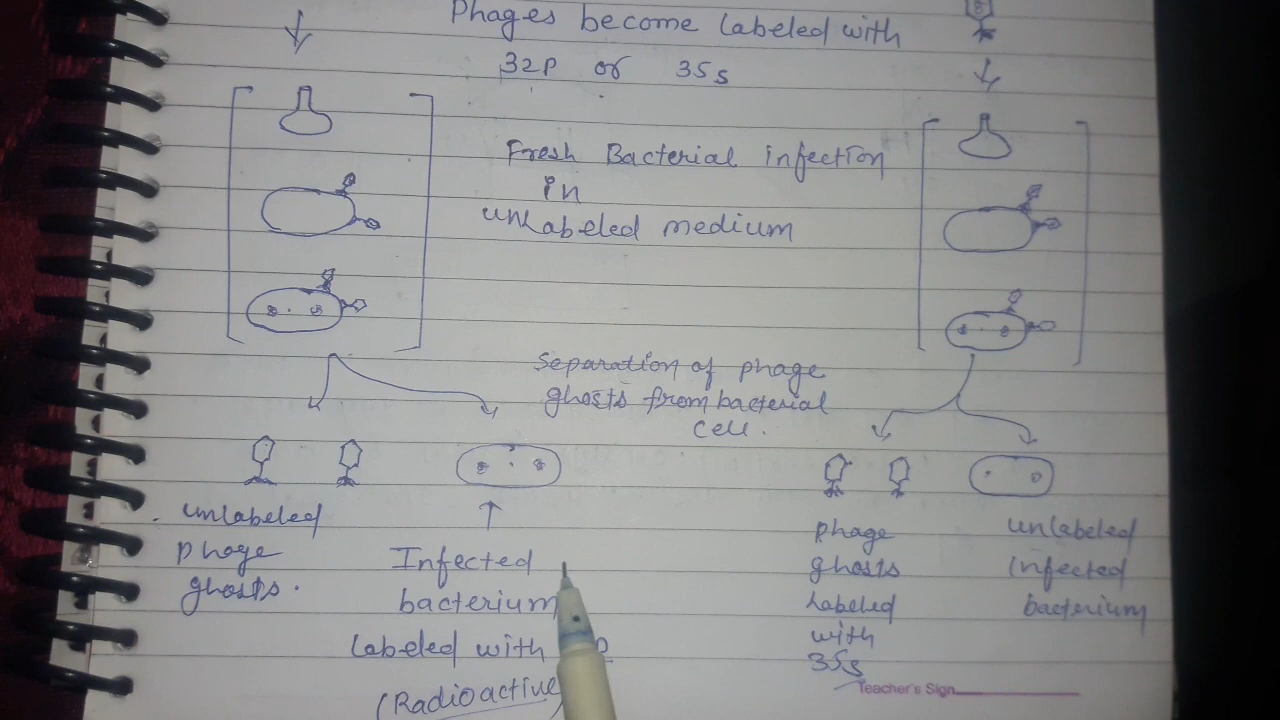 Phages become labeled with
32P or 35s
Fresh Bacterial infection
in
unlabeled medium
Separation of phage
ghosts from bacterial
cell.
unlabeled
phage
ghosts.
Infected
bacterium
labeled with
(Radioactive
phage
ghosts
labeled
with
35s
unlabeled
infected
bacterium
Teacher's Sign